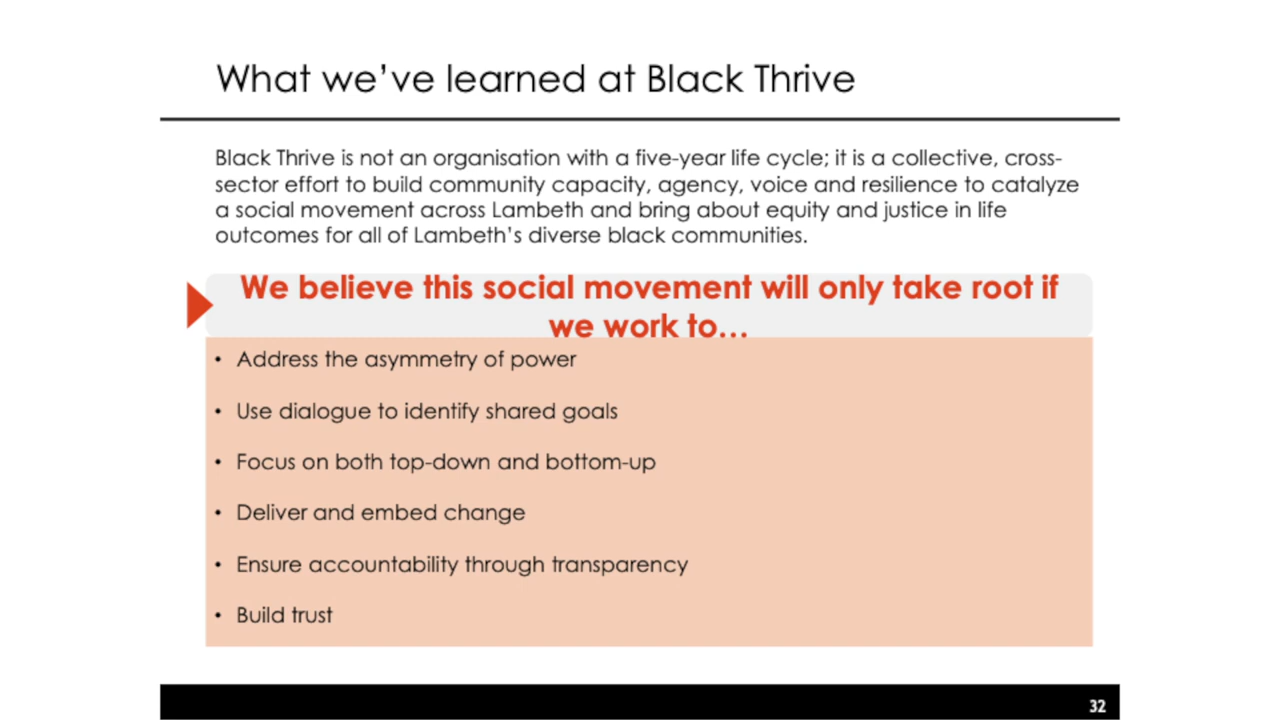 What we’ve learned at Black Thrive
Black Thrive is not an organisation with a five-year life cycle; it is a collective, cross-
sector effort to build community capacity, agency, voice and resilience to catalyze
a social movement across Lambeth and bring about equity and justice in life
outcomes for all of Lambeth’s diverse black communities.
We believe this social movement will only take root if
we work to…
• Address the asymmetry of power
• Use dialogue to identify shared goals
• Focus on both top-down and bottom-up
• Deliver and embed change
• Ensure accountability through transparency
• Build trust
32